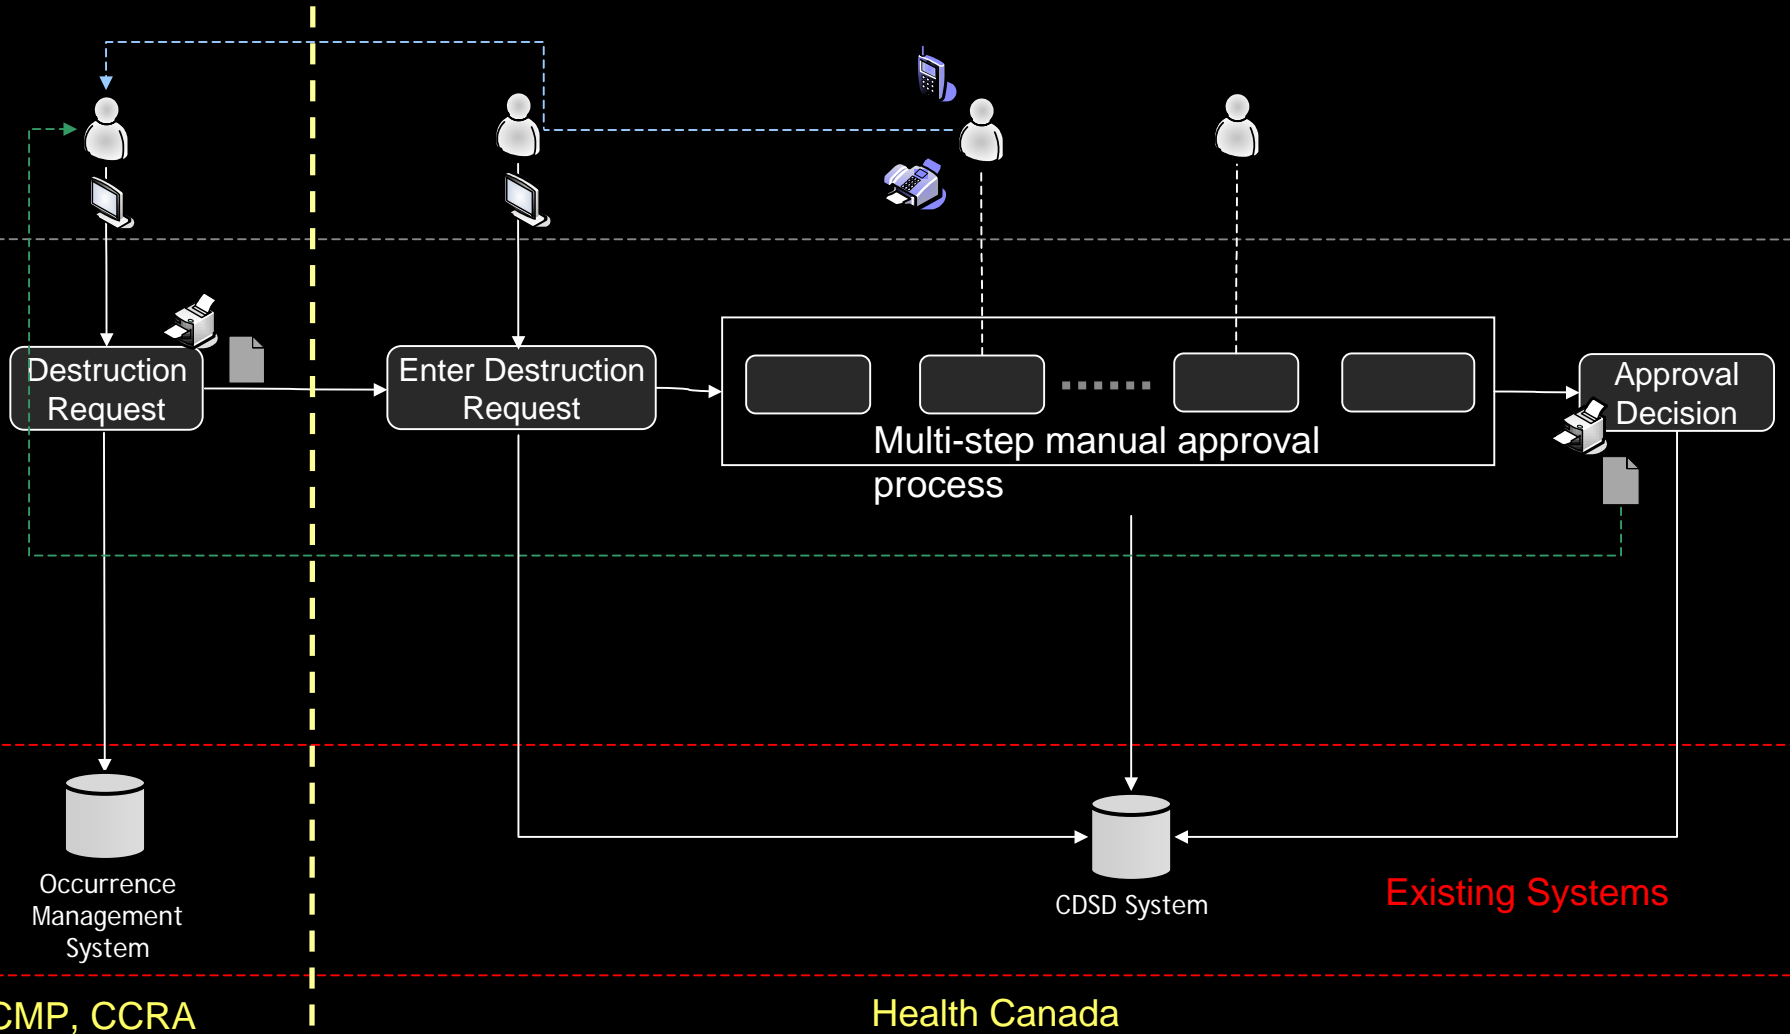 Destruction
Request
Enter Destruction
Request
Multi-step manual approval
process
Approval
Decision
Occurrence
Management
System
CDSD System
Existing Systems
CMP, CCRA
Health Canada